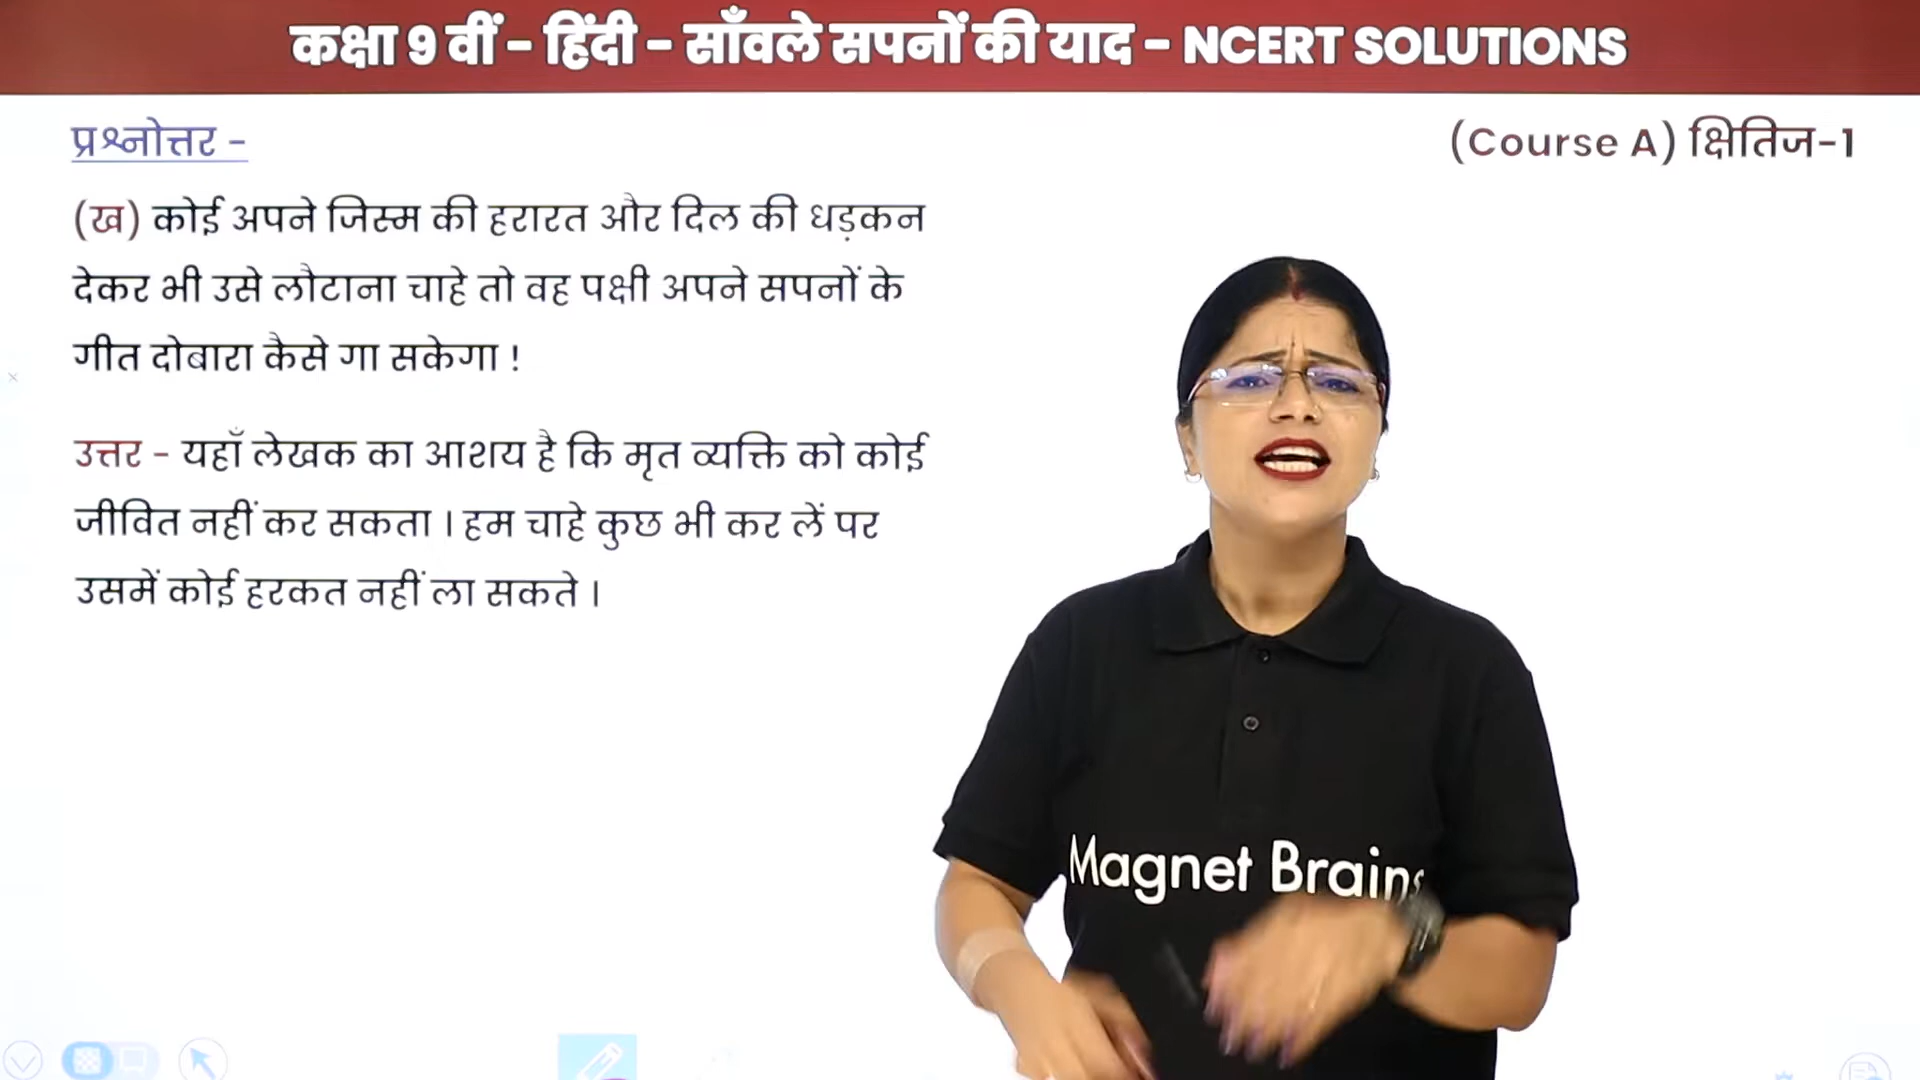 कक्षा 9 वीं - हिंदी - साँवले सपनों की याद - NCERT SOLUTIONS
प्रश्नोत्तर -
(Course A) क्षितिज-1
(ख) कोई अपने जिस्म की हरारत और दिल की धड़कन
देकर भी उसे लौटाना चाहे तो वह पक्षी अपने सपनों के
गीत दोबारा कैसे गा सकेगा !
उत्तर - यहाँ लेखक का आशय है कि मृत व्यक्ति को कोई
जीवित नहीं कर सकता । हम चाहे कुछ भी कर लें पर
उसमें कोई हरकत नहीं ला सकते ।
Magnet Brains